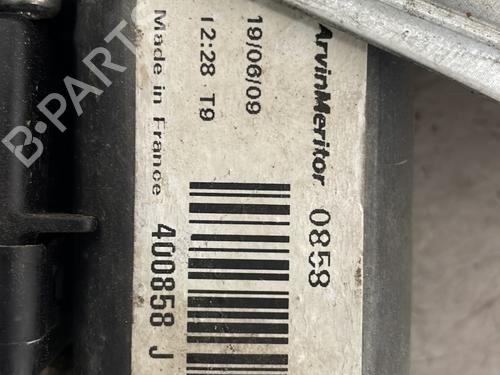 ArvinMeritor 0858
19/06/09
12:28 T9
Made in France 400858 J
B-PARTS